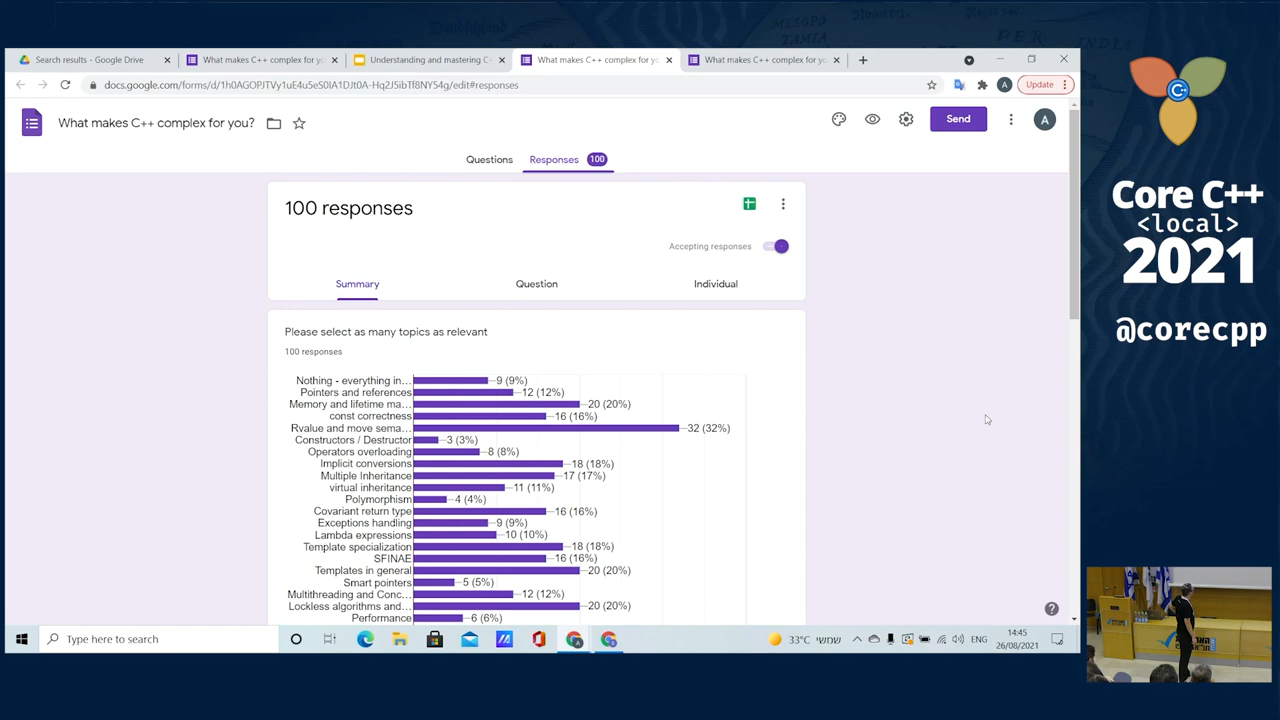 Search results - Google Drive
What makes C++ complex for yo
Understanding and mastering C
What makes C++ complex for yo
What makes C++ complex for yo
docs.google.com/forms/d/1h0AGOPJTVy1uE4u5eS0lA1DJt0A-Hq2J5ibTf8NY54g/edit#responses
A
Update
What makes C++ complex for you?
Send
A
Questions
Responses 100
100 responses
Accepting responses
Summary
Question
Individual
Please select as many topics as relevant
100 responses
Nothing - everything in... 9 (9%)
Pointers and references 12 (12%)
Memory and lifetime ma... 20 (20%)
const correctness 16 (16%)
Rvalue and move sema... 32 (32%)
Constructors / Destructor 3 (3%)
Operators overloading 8 (8%)
Implicit conversions 18 (18%)
Multiple Inheritance 17 (17%)
virtual inheritance 11 (11%)
Polymorphism 4 (4%)
Covariant return type 16 (16%)
Exceptions handling 9 (9%)
Lambda expressions 10 (10%)
Template specialization 18 (18%)
SFINAE 16 (16%)
Templates in general 20 (20%)
Smart pointers 5 (5%)
Multithreading and Conc... 12 (12%)
Lockless algorithms and... 20 (20%)
Performance 6 (6%)
Type here to search
33°C שמשי
ENG
14:45
26/08/2021
C++
Core C++
<local>
2021
@corecpp
MESOPO
TAMIA
PER
INDIA